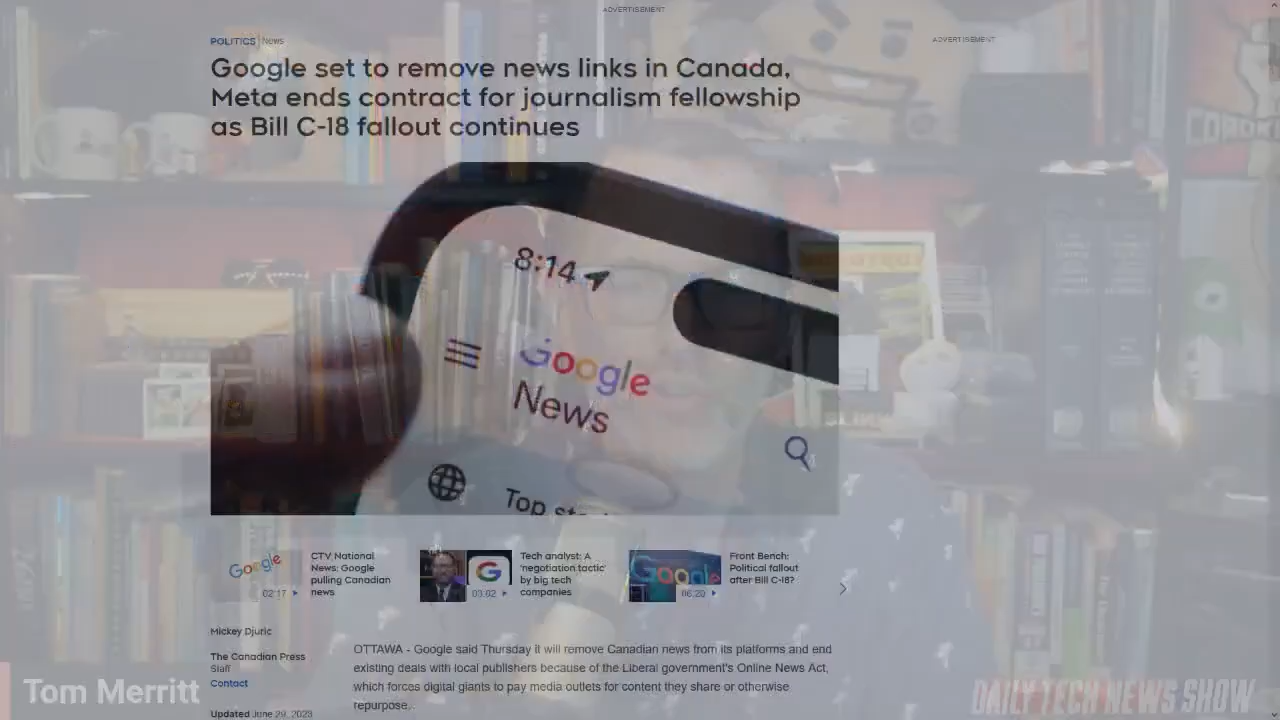 ADVERTISEMENT
POLITICS | News
ADVERTISEMENT
Google set to remove news links in Canada,
Meta ends contract for journalism fellowship
as Bill C-18 fallout continues
8:14
Google
News
Top
Google
02:17
CTV National
News: Google
pulling Canadian
news
G
03:02
Tech analyst: A
'negotiation tactic'
by big tech
companies
Google
06:20
Front Bench:
Political fallout
after Bill C-18?
Mickey Djuric
The Canadian Press
Staff
Contact
Updated June 29, 2023
OTTAWA - Google said Thursday it will remove Canadian news from its platforms and end
existing deals with local publishers because of the Liberal government's Online News Act,
which forces digital giants to pay media outlets for content they share or otherwise
repurpose.
Tom Merritt
DAILY TECH NEWS SHOW